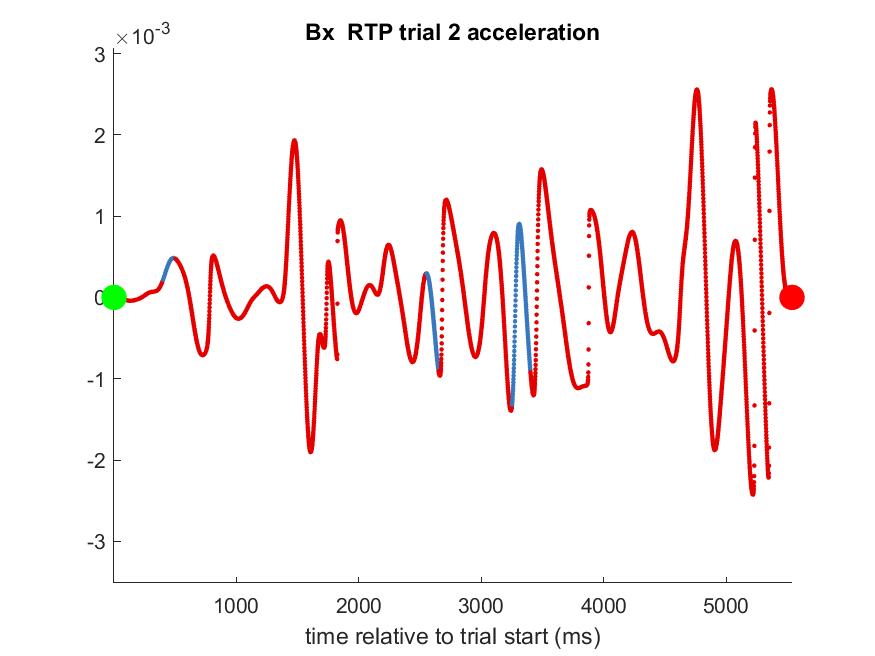 ×10-3
Bx  RTP trial 2 acceleration
3
2
1
0
-1
-2
-3
1000 2000 3000 4000 5000
time relative to trial start (ms)